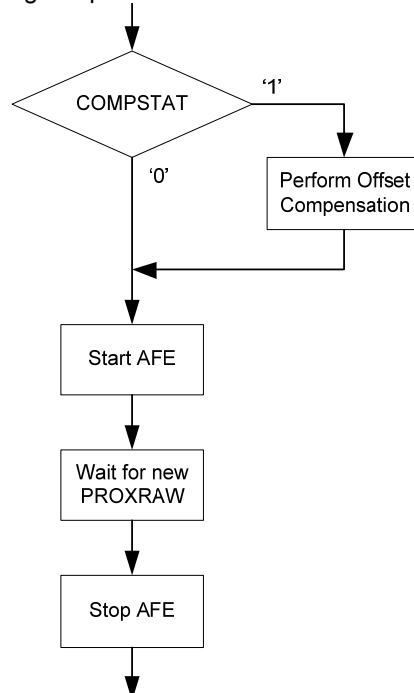 COMPSTAT
'1'
'0'
Perform Offset
Compensation
Start AFE
Wait for new
PROXRAW
Stop AFE